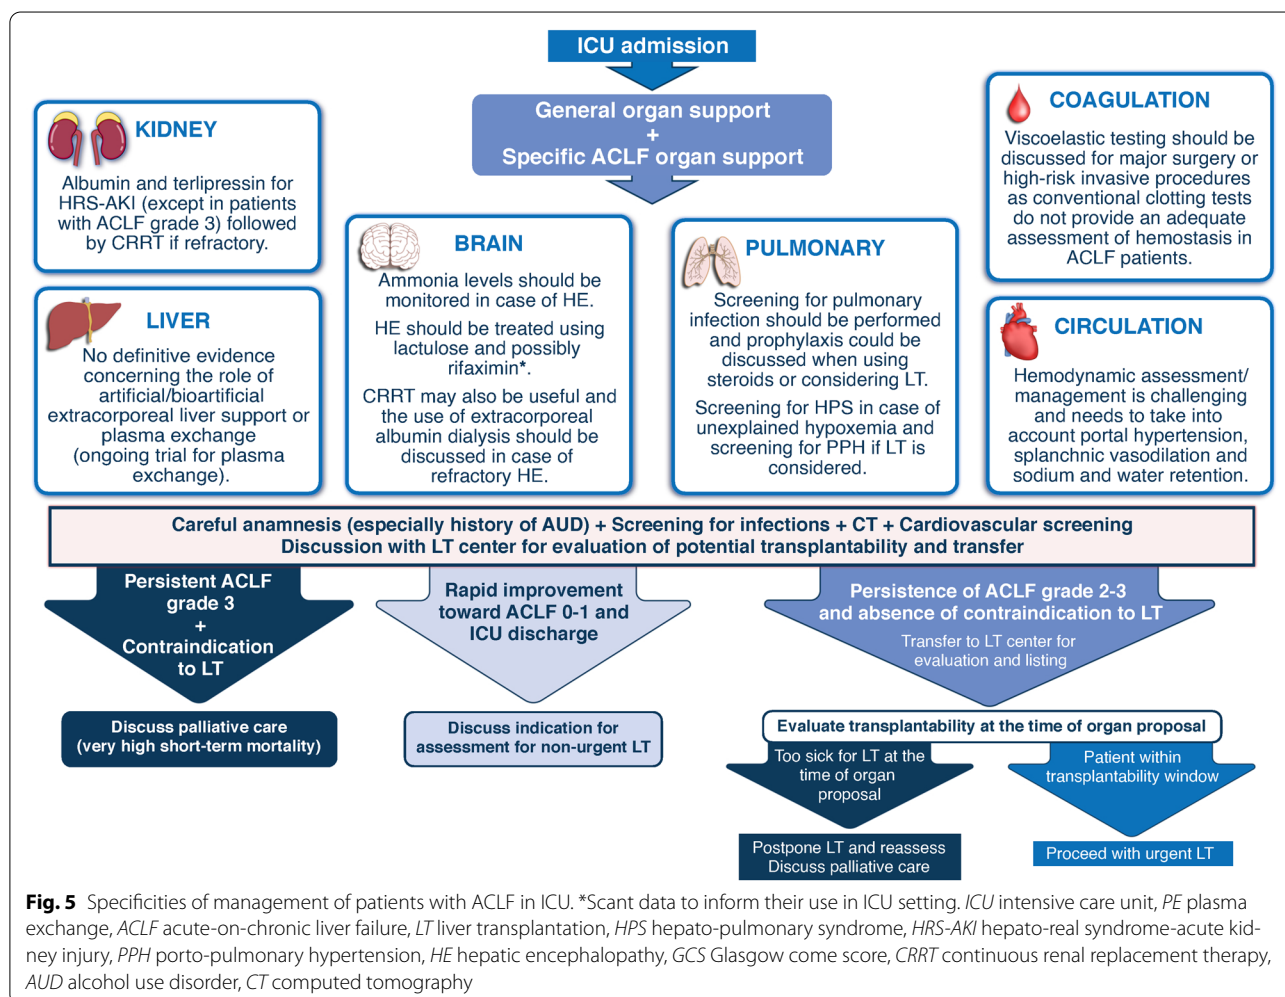 ICU admission
General organ support
+
Specific ACLF organ support
KIDNEY
Albumin and terlipressin for
HRS-AKI (except in patients
with ACLF grade 3) followed
by CRRT if refractory.
LIVER
No definitive evidence
concerning the role of
artificial/bioartificial
extracorporeal liver support or
plasma exchange
(ongoing trial for plasma
exchange).
BRAIN
Ammonia levels should be
monitored in case of HE.
HE should be treated using
lactulose and possibly
rifaximin*.
CRRT may also be useful and
the use of extracorporeal
albumin dialysis should be
discussed in case of
refractory HE.
PULMONARY
Screening for pulmonary
infection should be performed
and prophylaxis could be
discussed when using
steroids or considering LT.
Screening for HPS in case of
unexplained hypoxemia and
screening for PPH if LT is
considered.
COAGULATION
Viscoelastic testing should be
discussed for major surgery or
high-risk invasive procedures
as conventional clotting tests
do not provide an adequate
assessment of hemostasis in
ACLF patients.
CIRCULATION
Hemodynamic assessment/
management is challenging
and needs to take into
account portal hypertension,
splanchnic vasodilation and
sodium and water retention.
Careful anamnesis (especially history of AUD) + Screening for infections + CT + Cardiovascular screening
Discussion with LT center for evaluation of potential transplantability and transfer
Persistent ACLF
grade 3
+
Contraindication
to LT
Discuss palliative care
(very high short-term mortality)
Rapid improvement
toward ACLF 0-1 and
ICU discharge
Discuss indication for
assessment for non-urgent LT
Persistence of ACLF grade 2-3
and absence of contraindication to LT
Transfer to LT center for
evaluation and listing
Evaluate transplantability at the time of organ proposal
Too sick for LT at the
time of organ
proposal
Postpone LT and reassess
Discuss palliative care
Patient within
transplantability window
Proceed with urgent LT
Fig. 5 Specificities of management of patients with ACLF in ICU. *Scant data to inform their use in ICU setting. ICU intensive care unit, PE plasma
exchange, ACLF acute-on-chronic liver failure, LT liver transplantation, HPS hepato-pulmonary syndrome, HRS-AKI hepato-real syndrome-acute kid-
ney injury, PPH porto-pulmonary hypertension, HE hepatic encephalopathy, GCS Glasgow come score, CRRT continuous renal replacement therapy,
AUD alcohol use disorder, CT computed tomography